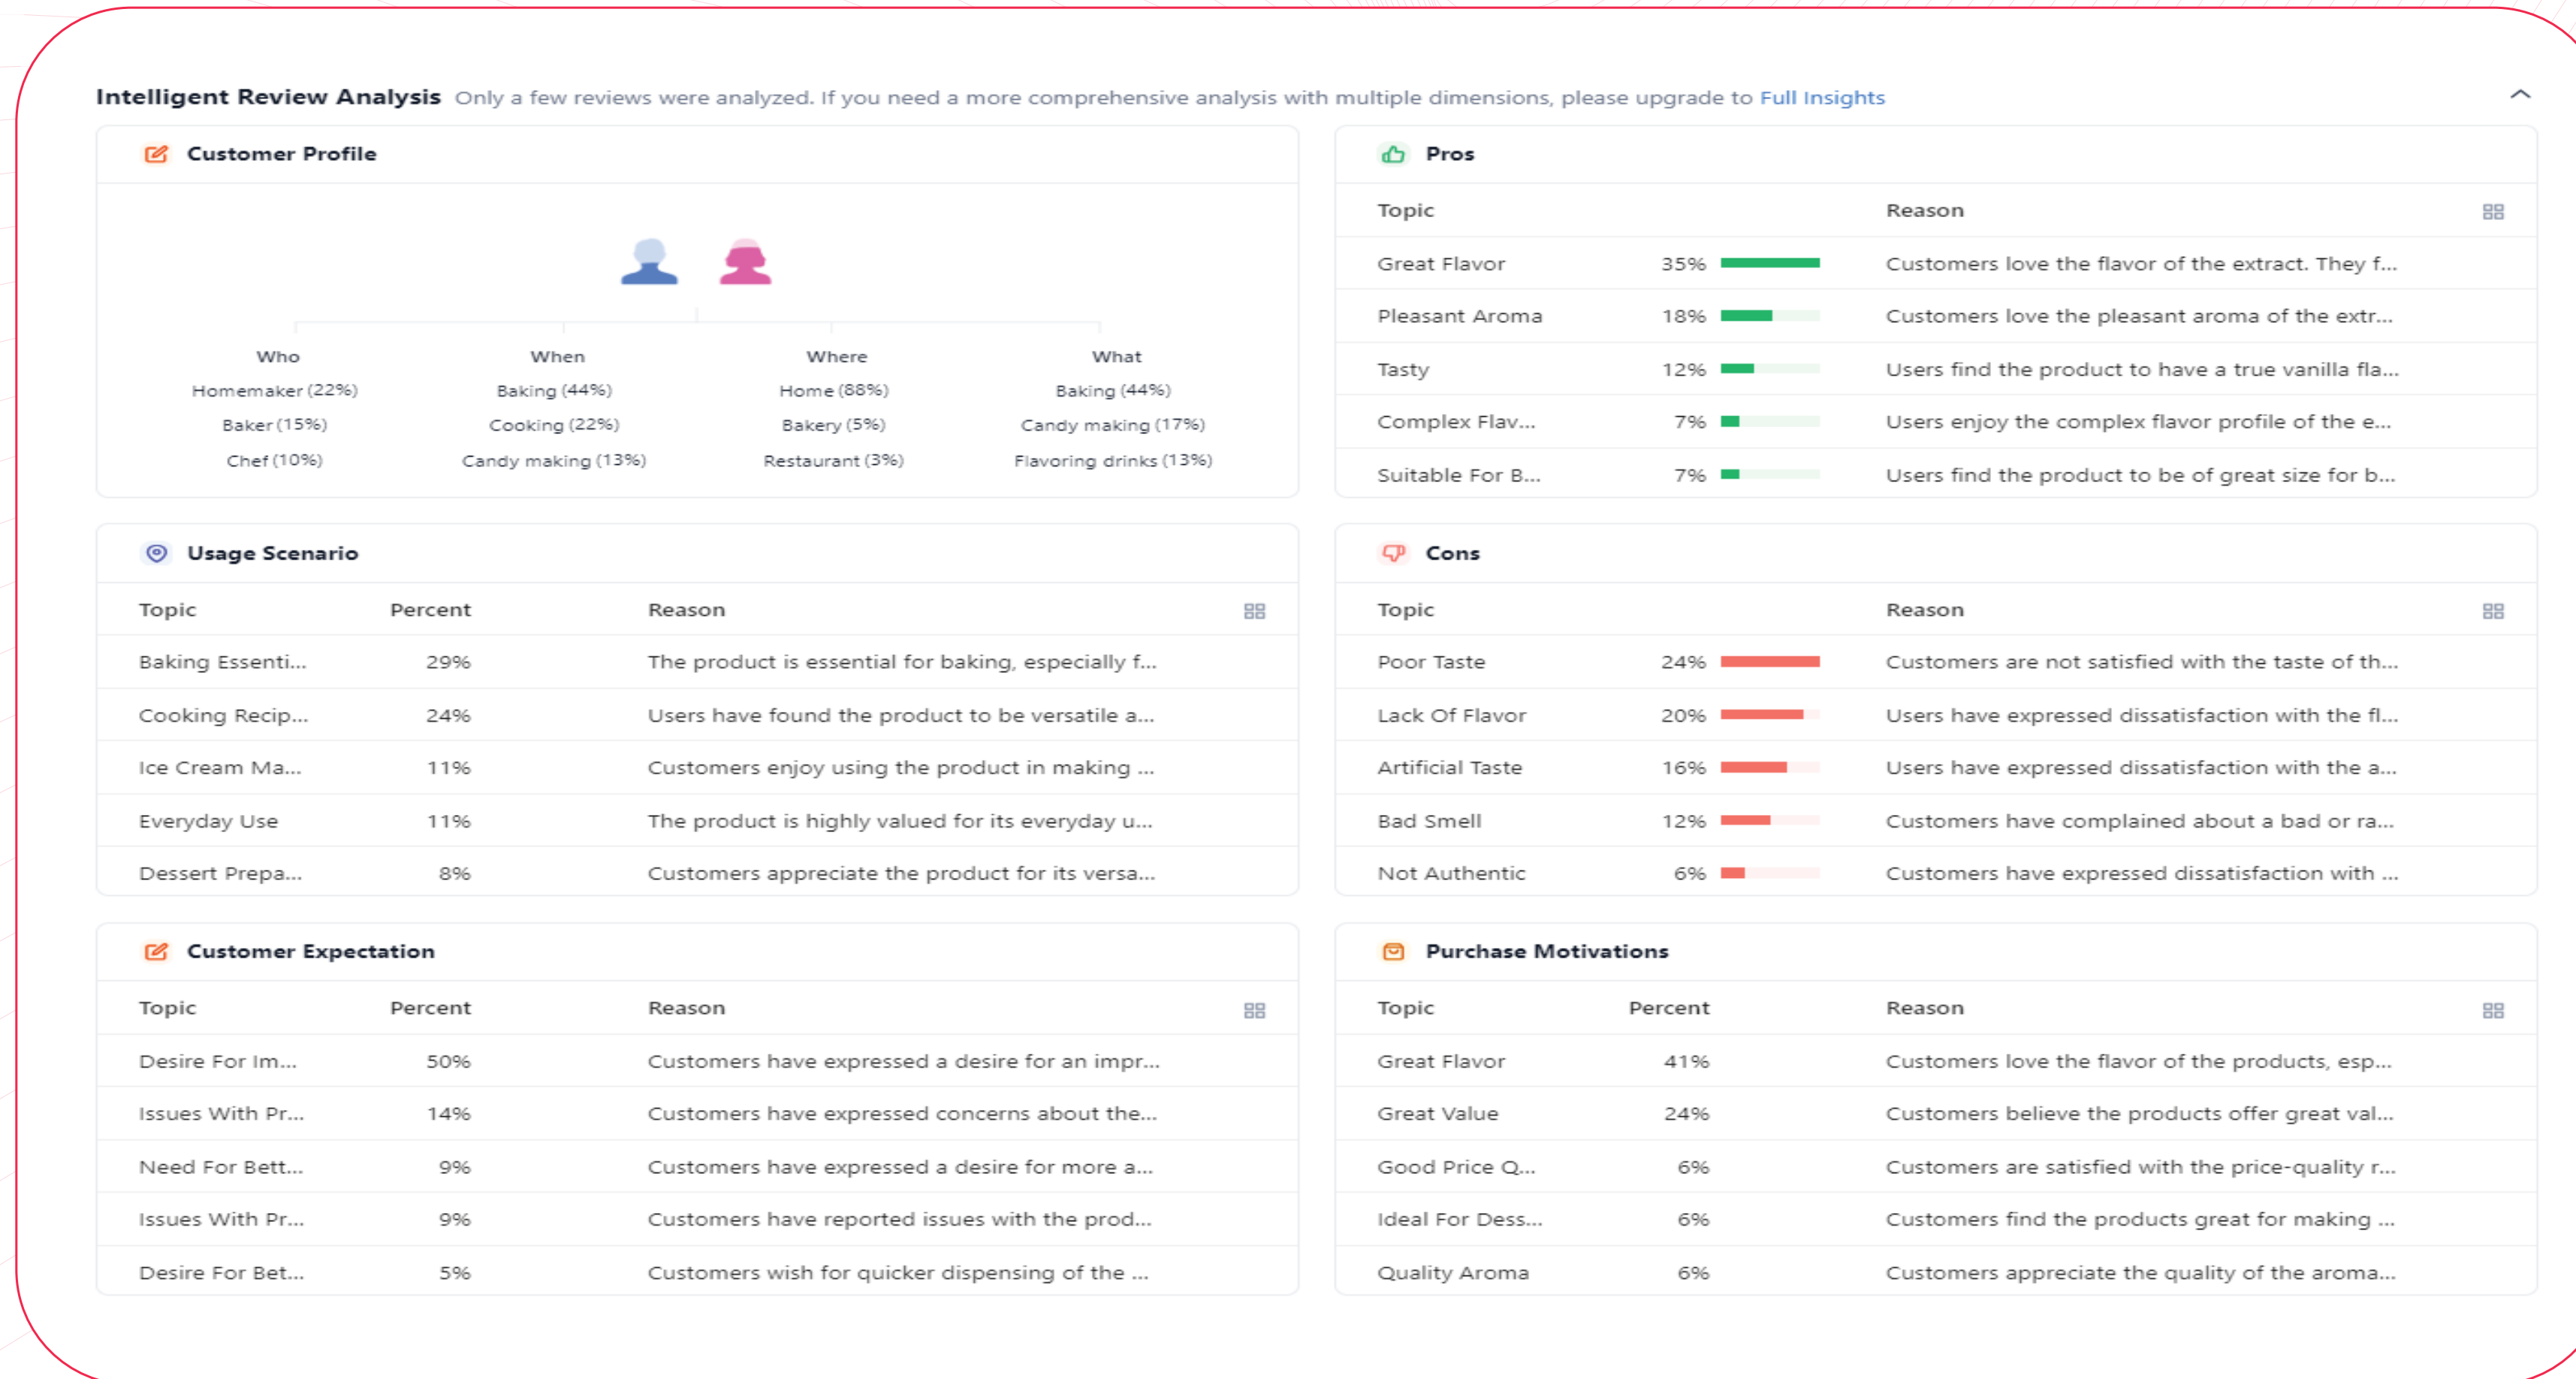 Intelligent Review Analysis Only a few reviews were analyzed. If you need a more comprehensive analysis with multiple dimensions, please upgrade to Full Insights
Customer Profile
Who When Where What
Homemaker (22%) Baking (44%) Home (88%) Baking (44%)
Baker (15%) Cooking (22%) Bakery (5%) Candy making (17%)
Chef (10%) Candy making (13%) Restaurant (3%) Flavoring drinks (13%)
Pros
Topic Reason
Great Flavor 35% Customers love the flavor of the extract. They f...
Pleasant Aroma 18% Customers love the pleasant aroma of the extr...
Tasty 12% Users find the product to have a true vanilla fla...
Complex Flav... 7% Users enjoy the complex flavor profile of the e...
Suitable For B... 7% Users find the product to be of great size for b...
Usage Scenario
Topic Percent Reason
Baking Essenti... 29% The product is essential for baking, especially f...
Cooking Recip... 24% Users have found the product to be versatile a...
Ice Cream Ma... 11% Customers enjoy using the product in making ...
Everyday Use 11% The product is highly valued for its everyday u...
Dessert Prepa... 8% Customers appreciate the product for its versa...
Cons
Topic Reason
Poor Taste 24% Customers are not satisfied with the taste of th...
Lack Of Flavor 20% Users have expressed dissatisfaction with the fl...
Artificial Taste 16% Users have expressed dissatisfaction with the a...
Bad Smell 12% Customers have complained about a bad or ra...
Not Authentic 6% Customers have expressed dissatisfaction with ...
Customer Expectation
Topic Percent Reason
Desire For Im... 50% Customers have expressed a desire for an impr...
Issues With Pr... 14% Customers have expressed concerns about the...
Need For Bett... 9% Customers have expressed a desire for more a...
Issues With Pr... 9% Customers have reported issues with the prod...
Desire For Bet... 5% Customers wish for quicker dispensing of the ...
Purchase Motivations
Topic Percent Reason
Great Flavor 41% Customers love the flavor of the products, esp...
Great Value 24% Customers believe the products offer great val...
Good Price Q... 6% Customers are satisfied with the price-quality r...
Ideal For Dess... 6% Customers find the products great for making ...
Quality Aroma 6% Customers appreciate the quality of the aroma...